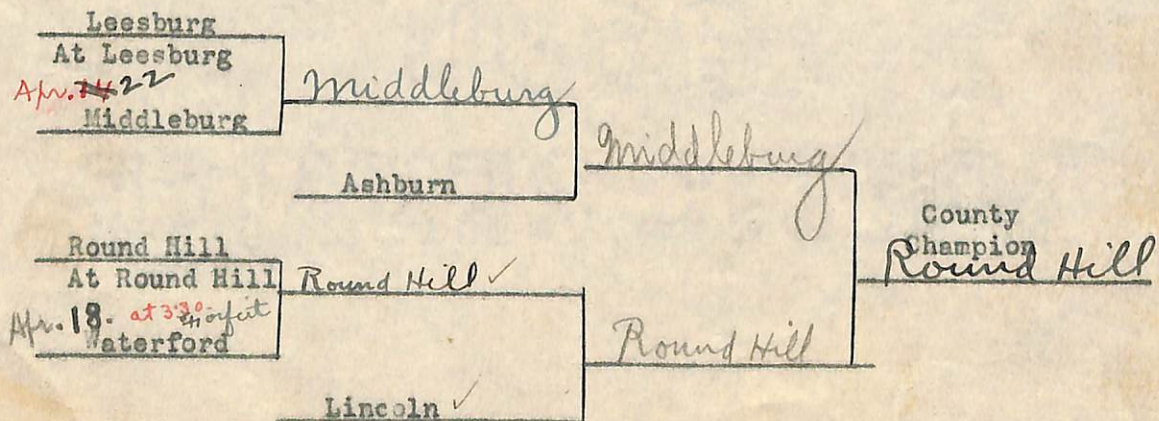 Leesburg
At Leesburg
Apr. 14 22
Middleburg
Middleburg
Ashburn
Middleburg
Round Hill
At Round Hill
Apr. 18. at 3:30 Forfeit
Waterford
Round Hill ✓
Lincoln ✓
Round Hill
County
Champion
Round Hill